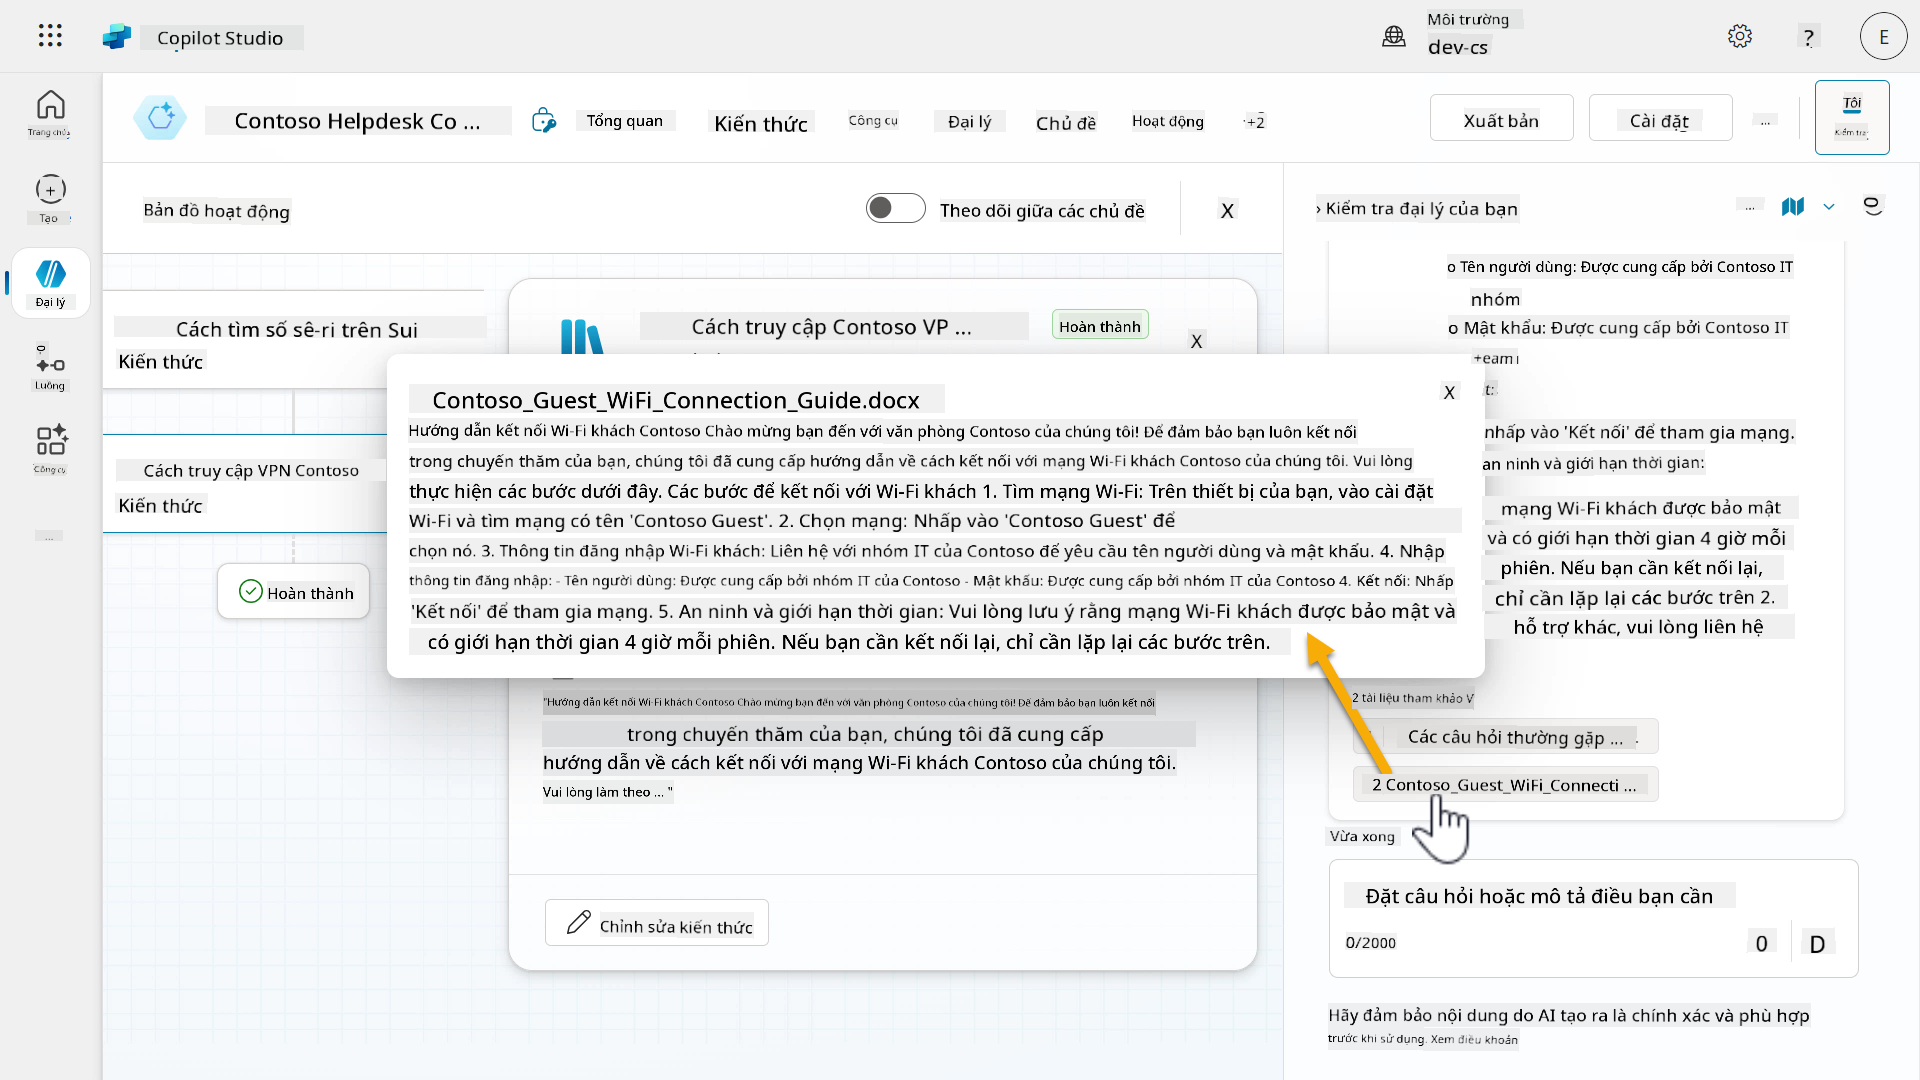 Copilot Studio
Môi trường
dev-cs
?
E
Trang chủ
Tạo
Đại lý
Luồng
Công cụ
...
Contoso Helpdesk Co ...
Tổng quan
Kiến thức
Công cụ
Đại lý
Chủ đề
Hoạt động
+2
Xuất bản
Cài đặt
...
Tôi
Kiểm tra
Bản đồ hoạt động
Theo dõi giữa các chủ đề
X
Cách tìm số sê-ri trên Sui
Kiến thức
Cách truy cập VPN Contoso
Kiến thức
Hoàn thành
Cách truy cập Contoso VP ...
Hoàn thành
X
Contoso_Guest_WiFi_Connection_Guide.docx
X
Hướng dẫn kết nối Wi-Fi khách Contoso Chào mừng bạn đến với văn phòng Contoso của chúng tôi! Để đảm bảo bạn luôn kết nối
trong chuyến thăm của bạn, chúng tôi đã cung cấp hướng dẫn về cách kết nối với mạng Wi-Fi khách Contoso của chúng tôi. Vui lòng
thực hiện các bước dưới đây. Các bước để kết nối với Wi-Fi khách 1. Tìm mạng Wi-Fi: Trên thiết bị của bạn, vào cài đặt
Wi-Fi và tìm mạng có tên 'Contoso Guest'. 2. Chọn mạng: Nhấp vào 'Contoso Guest' để
chọn nó. 3. Thông tin đăng nhập Wi-Fi khách: Liên hệ với nhóm IT của Contoso để yêu cầu tên người dùng và mật khẩu. 4. Nhập
thông tin đăng nhập: - Tên người dùng: Được cung cấp bởi nhóm IT của Contoso - Mật khẩu: Được cung cấp bởi nhóm IT của Contoso 4. Kết nối: Nhấp
'Kết nối' để tham gia mạng. 5. An ninh và giới hạn thời gian: Vui lòng lưu ý rằng mạng Wi-Fi khách được bảo mật và
có giới hạn thời gian 4 giờ mỗi phiên. Nếu bạn cần kết nối lại, chỉ cần lặp lại các bước trên.
"Hướng dẫn kết nối Wi-Fi khách Contoso Chào mừng bạn đến với văn phòng Contoso của chúng tôi! Để đảm bảo bạn luôn kết nối
trong chuyến thăm của bạn, chúng tôi đã cung cấp
hướng dẫn về cách kết nối với mạng Wi-Fi khách Contoso của chúng tôi.
Vui lòng làm theo ... "
Chỉnh sửa kiến thức
› Kiểm tra đại lý của bạn
...
o Tên người dùng: Được cung cấp bởi Contoso IT
nhóm
o Mật khẩu: Được cung cấp bởi Contoso IT
+eam
nhấp vào 'Kết nối' để tham gia mạng.
an ninh và giới hạn thời gian:
mạng Wi-Fi khách được bảo mật
và có giới hạn thời gian 4 giờ mỗi
phiên. Nếu bạn cần kết nối lại,
chỉ cần lặp lại các bước trên 2.
hỗ trợ khác, vui lòng liên hệ
2 tài liệu tham khảo V
Các câu hỏi thường gặp ... .
2 Contoso_Guest_WiFi_Connecti ...
Vừa xong
Đặt câu hỏi hoặc mô tả điều bạn cần
0/2000
0
D
Hãy đảm bảo nội dung do AI tạo ra là chính xác và phù hợp
trước khi sử dụng. Xem điều khoản